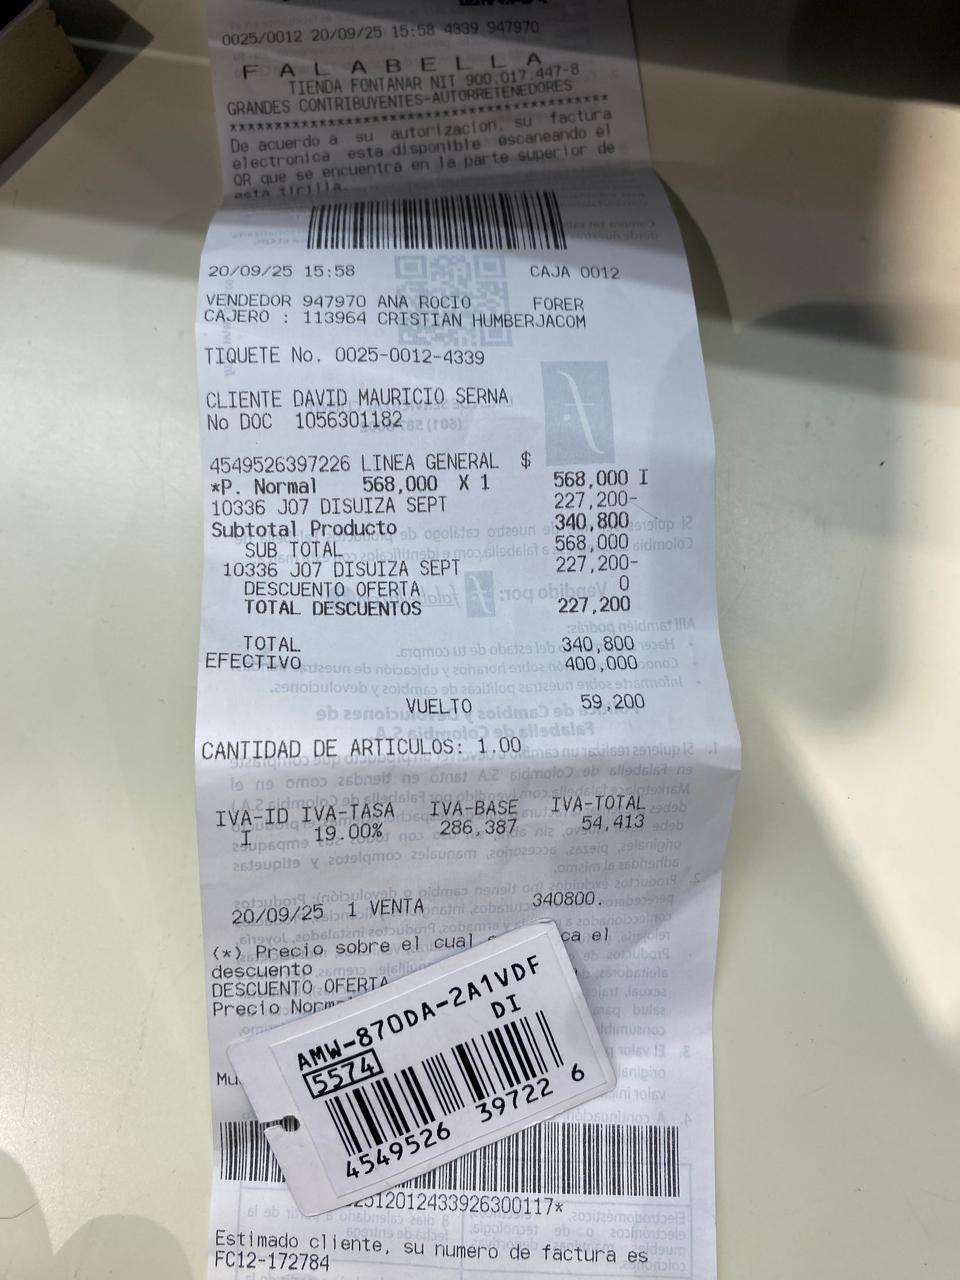 0025/0012 20/09/25 15:58 4339 947970
F A L A B E L L A
TIENDA FONTANAR NIT 900.017.447-8
GRANDES CONTRIBUYENTES-AUTORRETENEDORES
De acuerdo a su autorizacion, su factura
electronica esta disponible escaneando el
QR que se encuentra en la parte superior de
esta tirilla.
20/09/25 15:58 CAJA 0012
VENDEDOR 947970 ANA ROCIO FORER
CAJERO : 113964 CRISTIAN HUMBERJACOM
TIQUETE No. 0025-0012-4339
CLIENTE DAVID MAURICIO SERNA
No DOC 1056301182
4549526397226 LINEA GENERAL $
*P. Normal 568,000 X 1 568,000 I
10336 J07 DISUIZA SEPT 227,200-
Subtotal Producto 340,800
SUB TOTAL 568,000
10336 J07 DISUIZA SEPT 227,200-
DESCUENTO OFERTA 0
TOTAL DESCUENTOS 227,200
TOTAL 340,800
EFECTIVO 400,000
VUELTO 59,200
CANTIDAD DE ARTICULOS: 1.00
IVA-ID IVA-TASA IVA-BASE IVA-TOTAL
I 19.00% 286,387 54,413
20/09/25 1 VENTA 340800.
(*) Precio sobre el cual ca el
descuento
DESCUENTO OFERTA
Precio Norm
Mu
AMW-870DA-2A1VDF
DI
5574
4549526 39722 6
51201243392630011​7*
Estimado cliente, su numero de factura es
FC12-172784